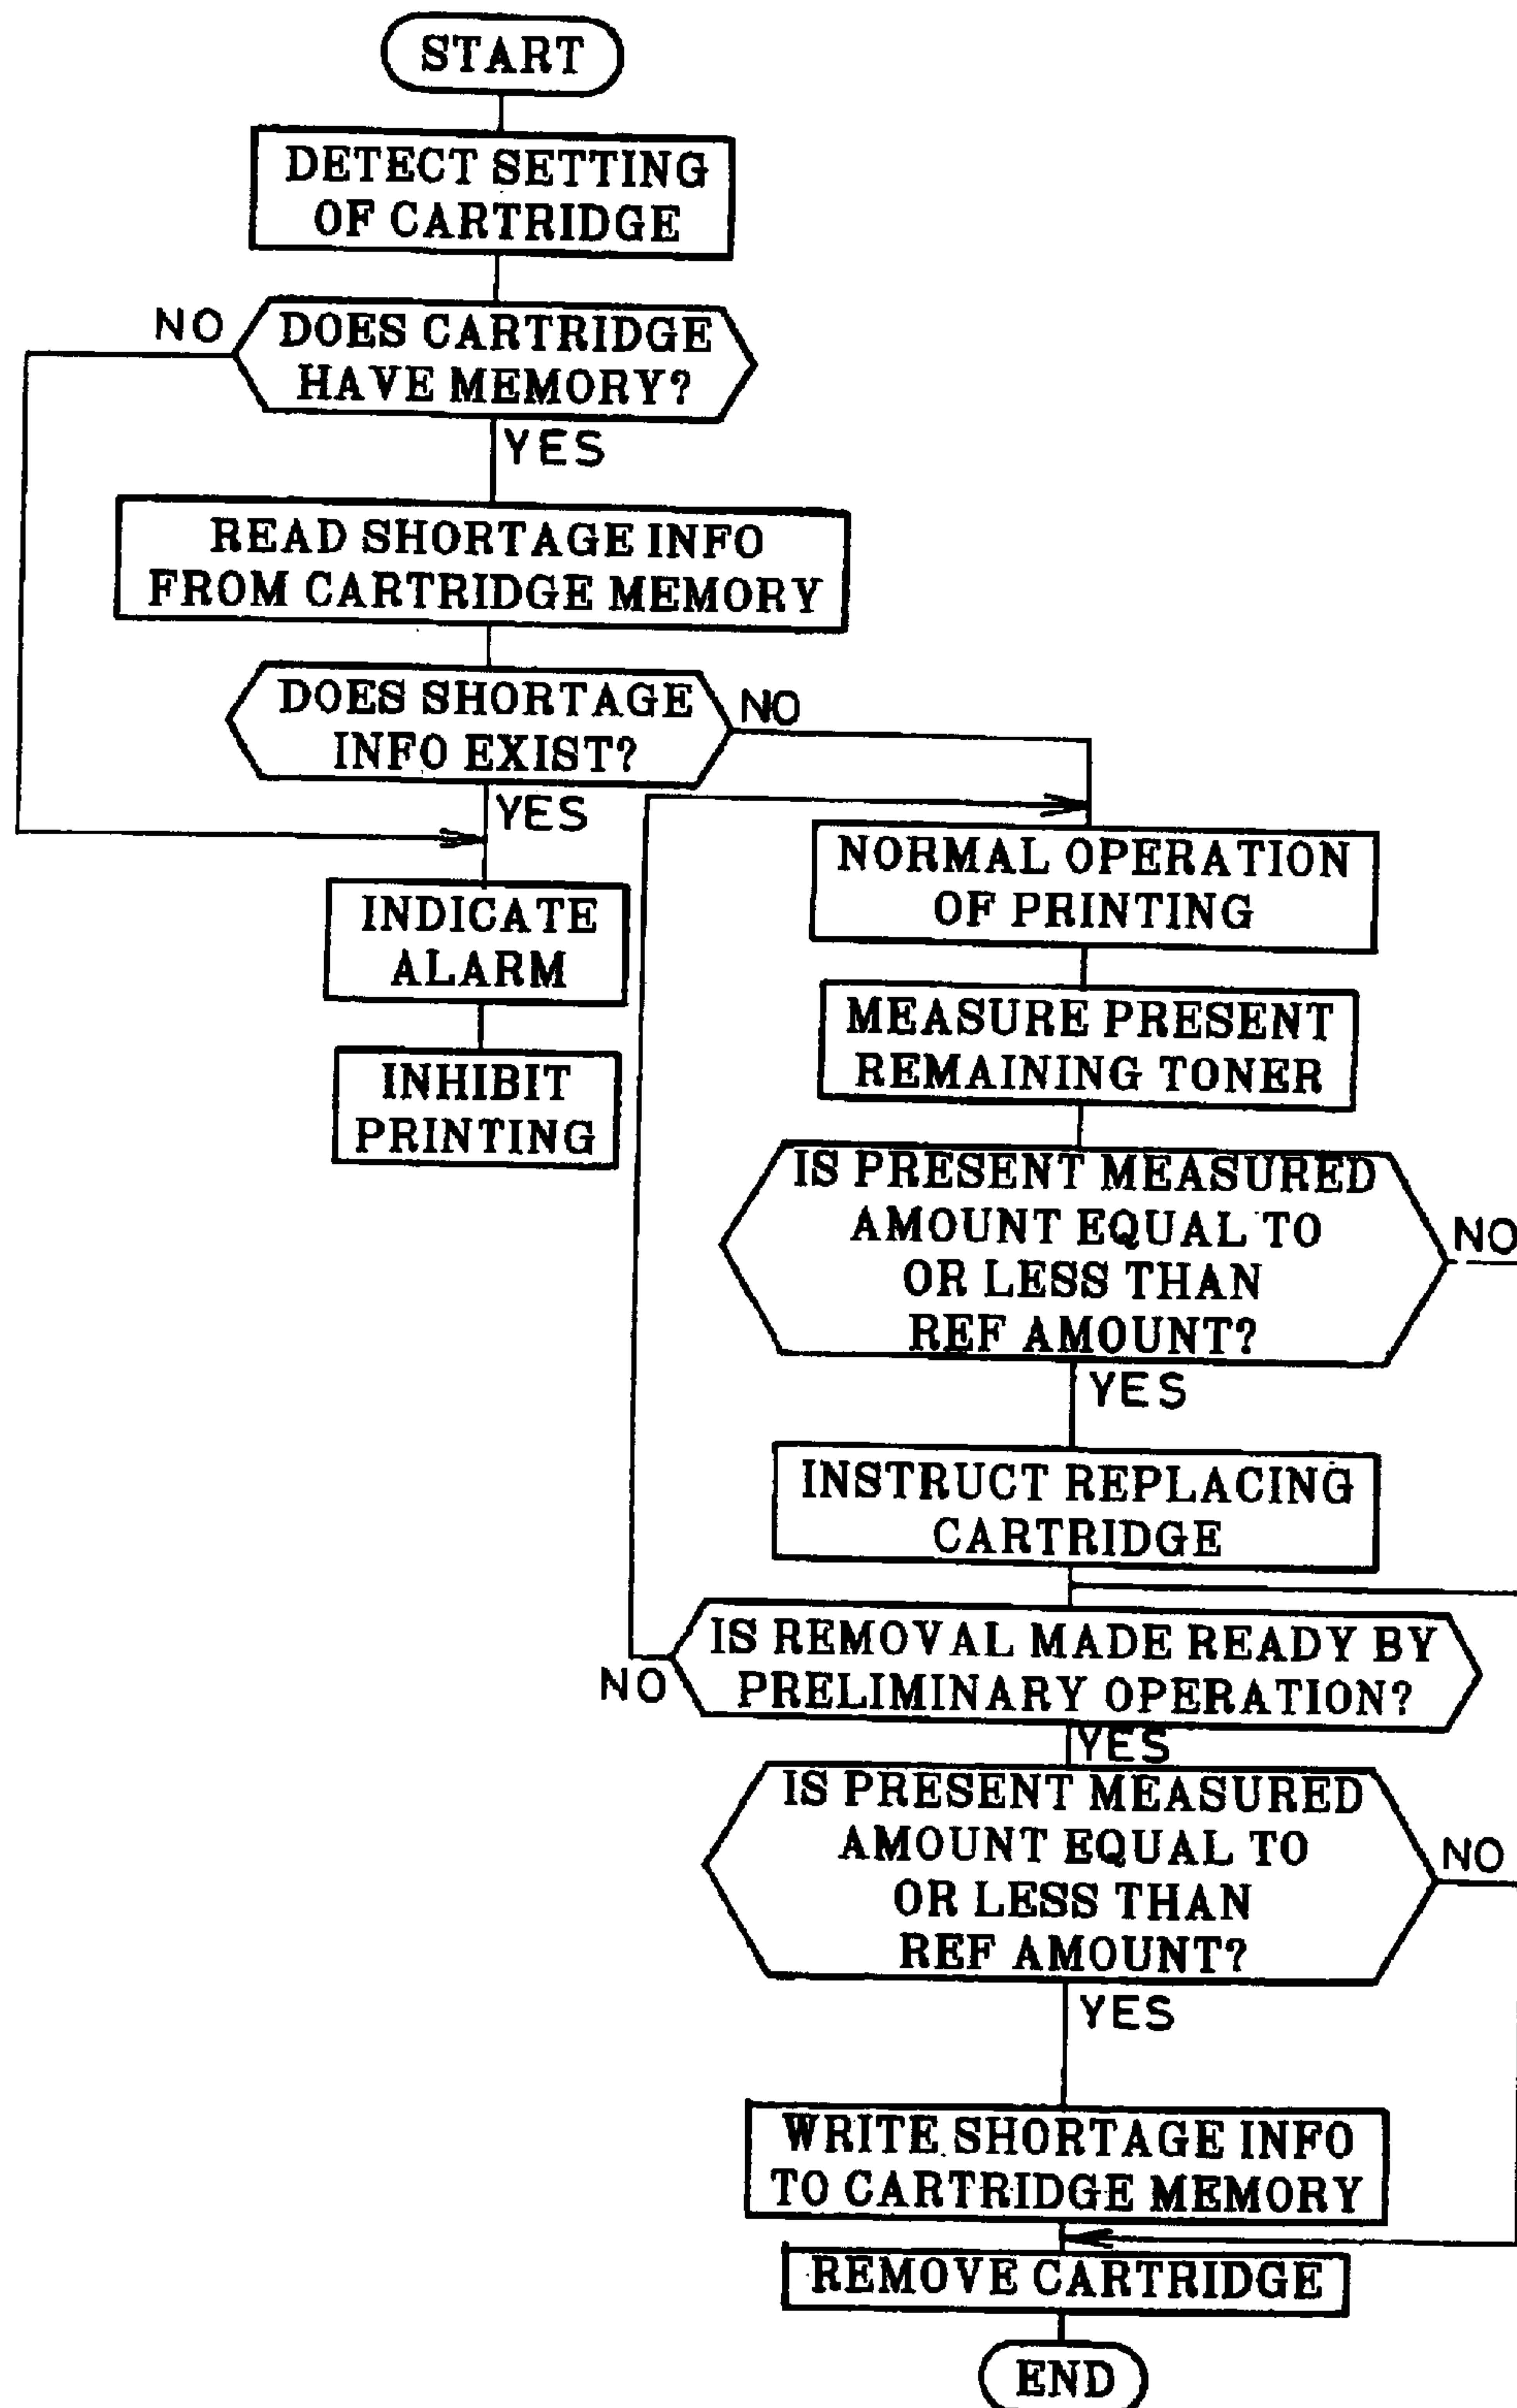 START
DETECT SETTING
OF CARTRIDGE
NO
DOES CARTRIDGE
HAVE MEMORY?
YES
READ SHORTAGE INFO
FROM CARTRIDGE MEMORY
DOES SHORTAGE
INFO EXIST?
NO
YES
INDICATE
ALARM
INHIBIT
PRINTING
NORMAL OPERATION
OF PRINTING
MEASURE PRESENT
REMAINING TONER
IS PRESENT MEASURED
AMOUNT EQUAL TO
OR LESS THAN
REF AMOUNT?
NO
YES
INSTRUCT REPLACING
CARTRIDGE
IS REMOVAL MADE READY BY
PRELIMINARY OPERATION?
NO
YES
IS PRESENT MEASURED
AMOUNT EQUAL TO
OR LESS THAN
REF AMOUNT?
NO
YES
WRITE SHORTAGE INFO
TO CARTRIDGE MEMORY
REMOVE CARTRIDGE
END